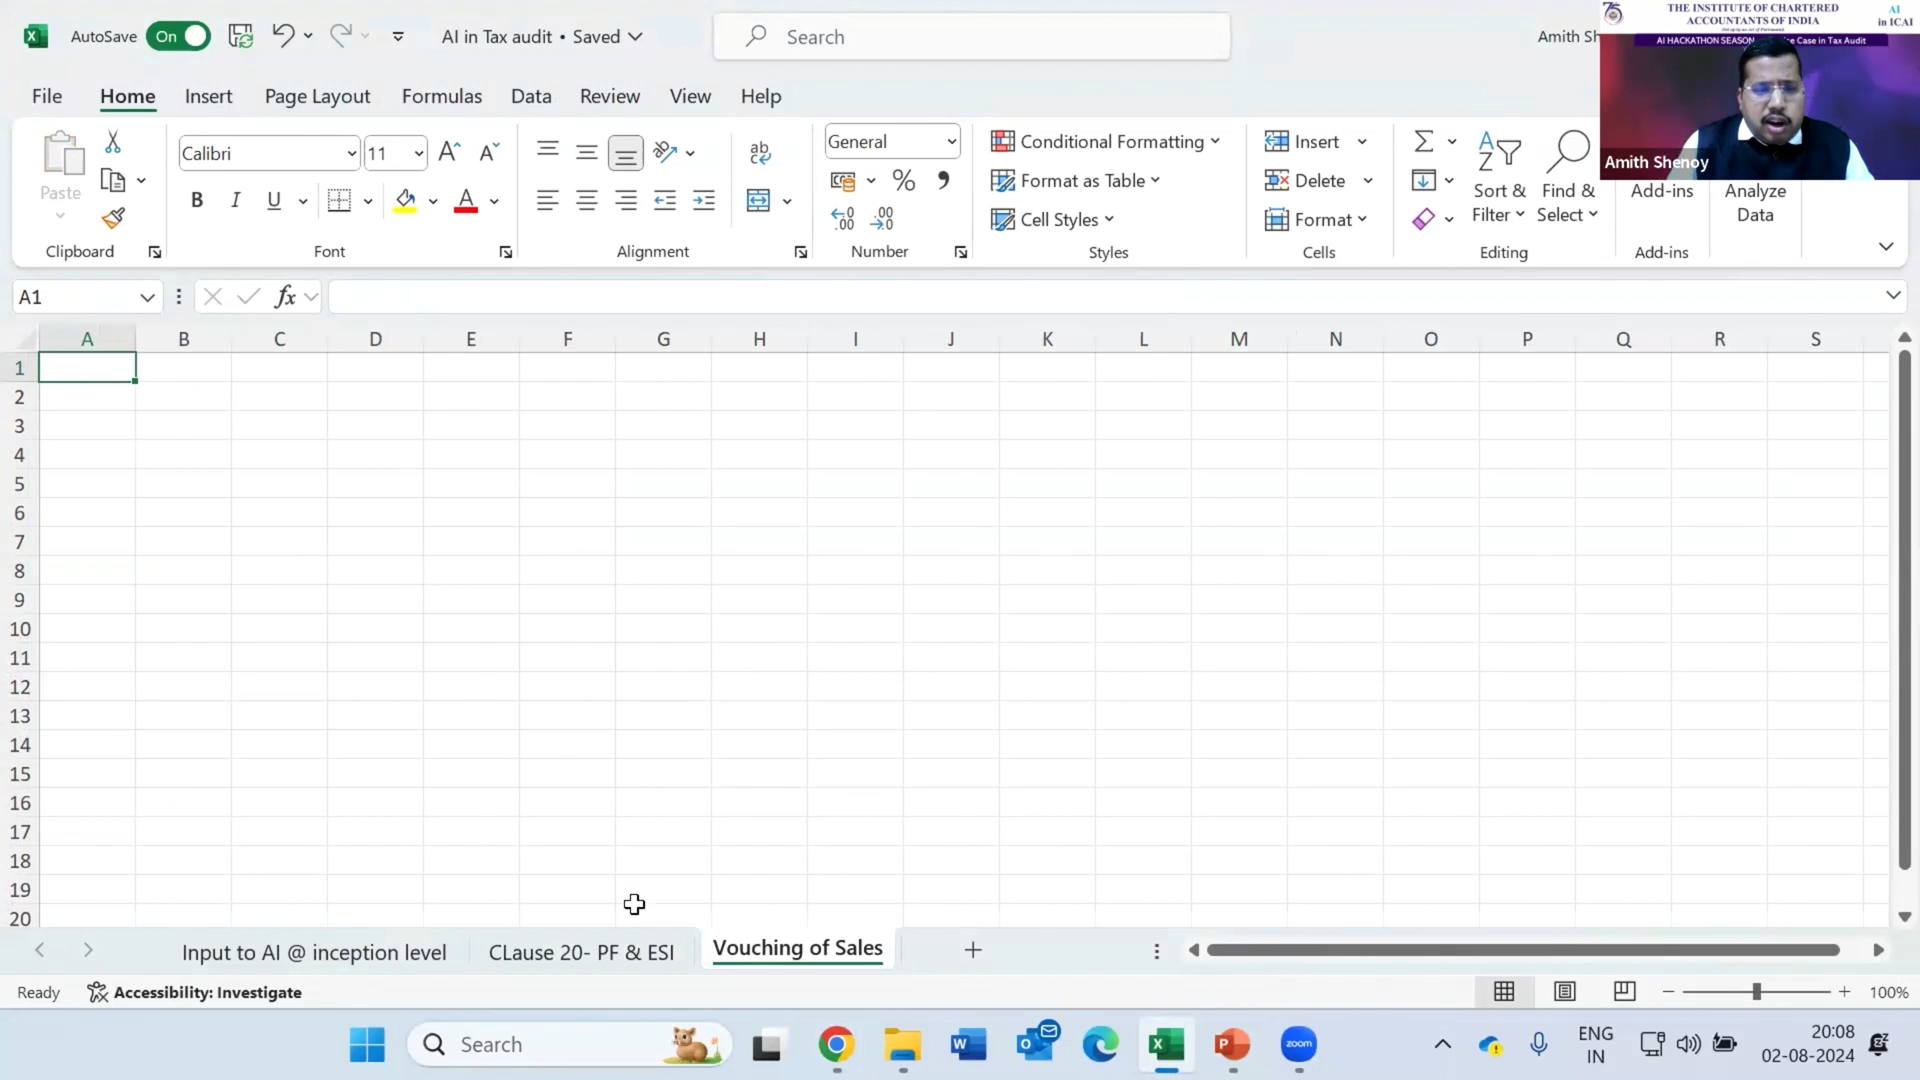 AutoSave On AI in Tax audit • Saved Search Amith Sh
THE INSTITUTE OF CHARTERED
ACCOUNTANTS OF INDIA
AI
in ICAI
AI HACKATHON SEASON
e Case in Tax Audit
Amith Shenoy
File Home Insert Page Layout Formulas Data Review View Help
Paste
Clipboard
Calibri 11
B I U
Font
ab
Alignment
General
% 
Number
Conditional Formatting
Format as Table
Cell Styles
Styles
Insert
Delete
Format
Cells
Sort &
Filter
Find &
Select
Editing
Add-ins
Add-ins
Analyze
Data
A1 fx
A B C D E F G H I J K L M N O P Q R S
1
2
3
4
5
6
7
8
9
10
11
12
13
14
15
16
17
18
19
20
Input to AI @ inception level CLause 20- PF & ESI Vouching of Sales
Ready Accessibility: Investigate 100%
Search
zoom
ENG
IN
20:08
02-08-2024